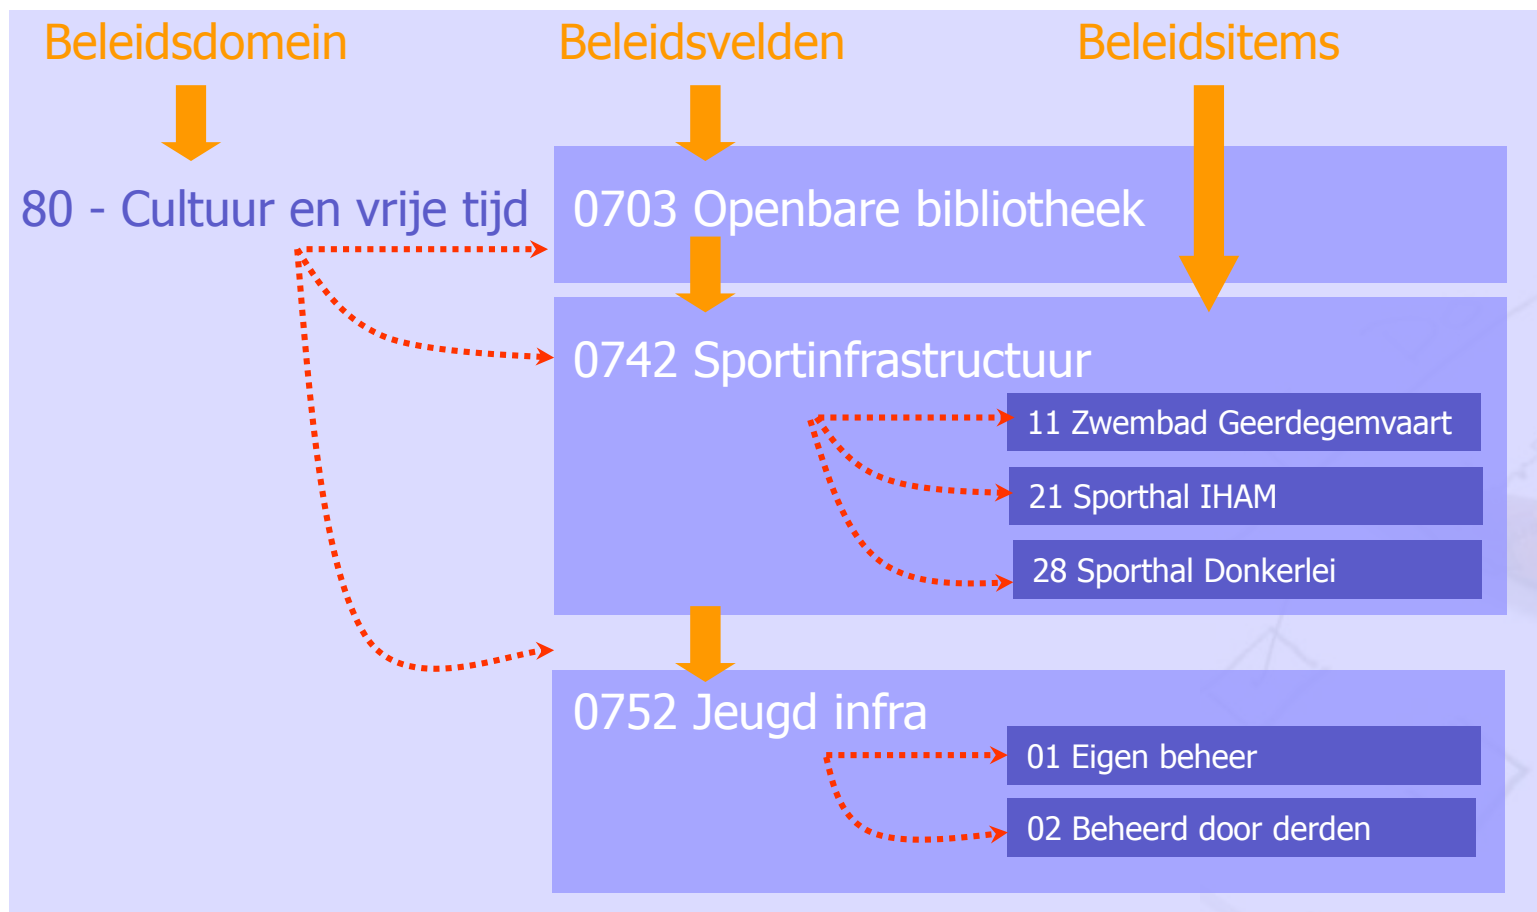 Beleidsdomein
Beleidsvelden
Beleidsitems
80 - Cultuur en vrije tijd
0703 Openbare bibliotheek
0742 Sportinfrastructuur
11 Zwembad Geerdegemvaart
21 Sporthal IHAM
28 Sporthal Donkerlei
0752 Jeugd infra
01 Eigen beheer
02 Beheerd door derden